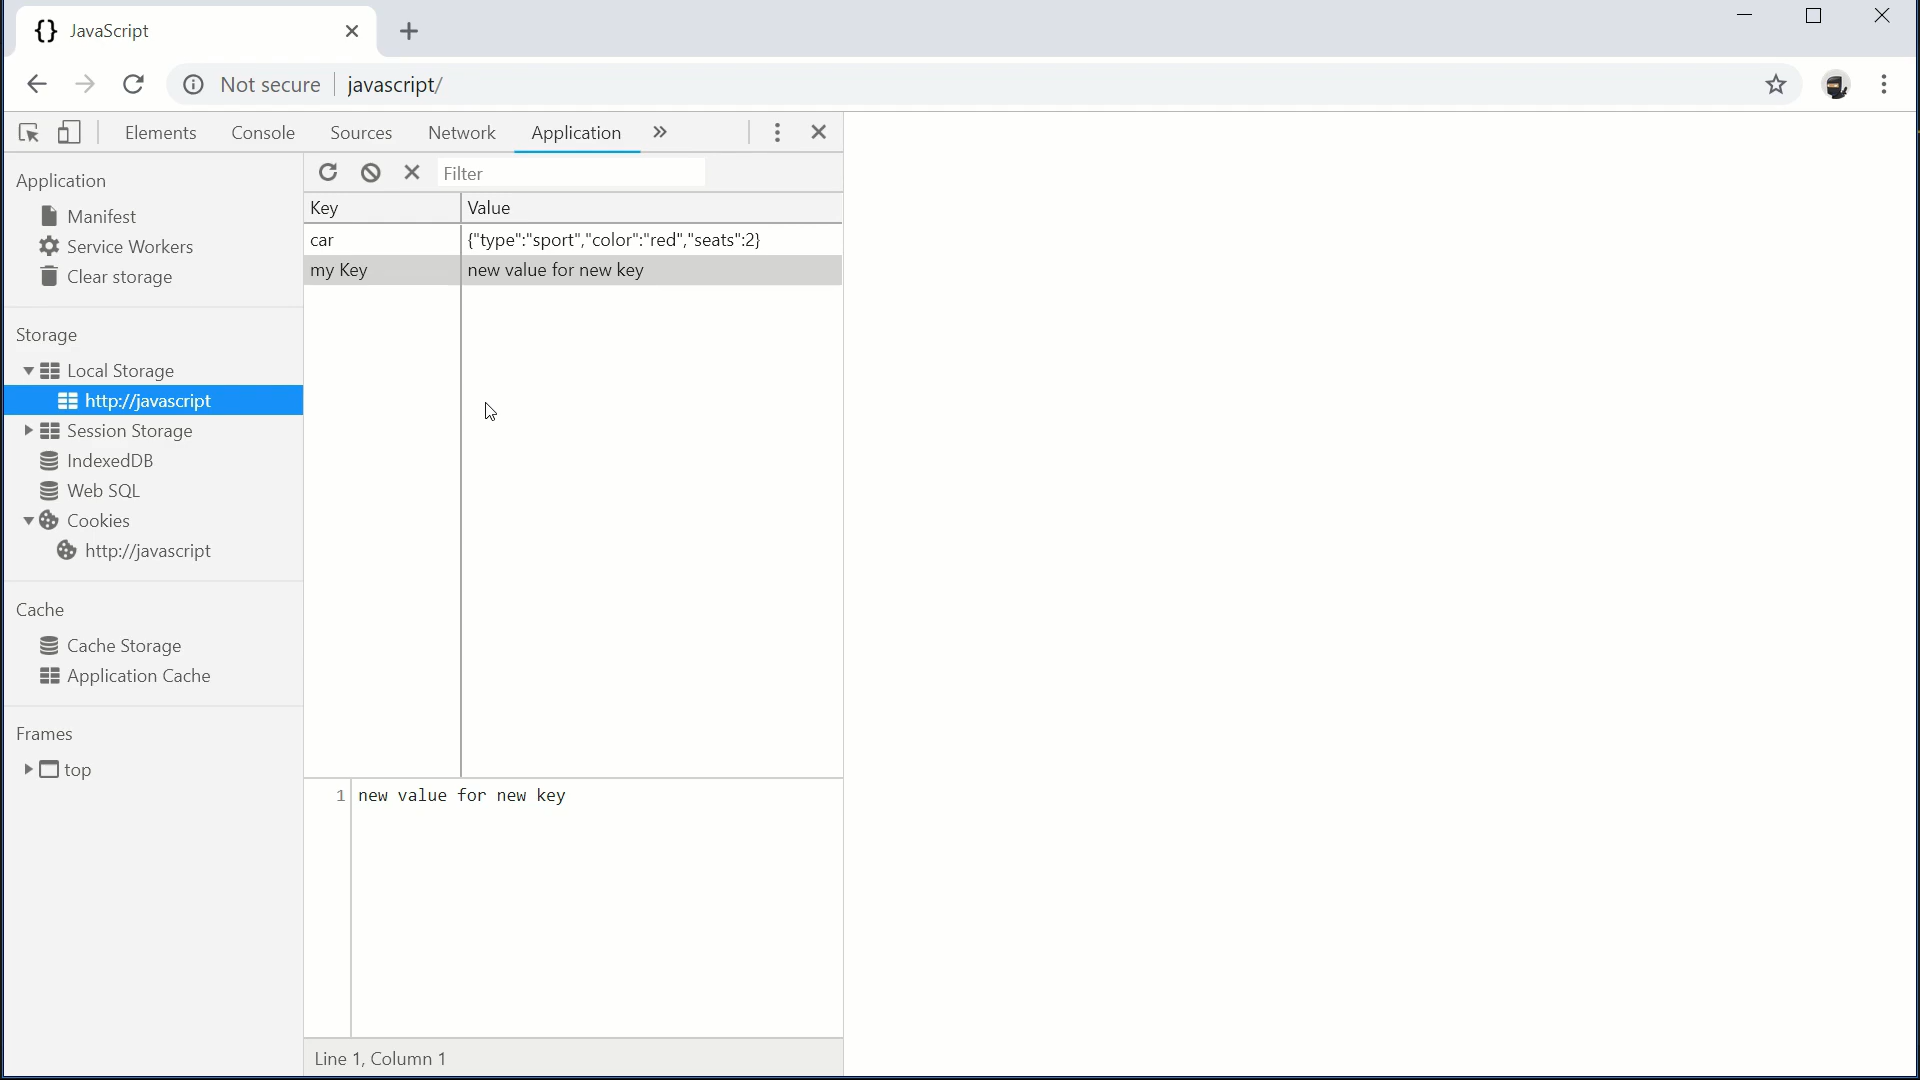 {} JavaScript
Not secure javascript/
Elements Console Sources Network Application
Application
Manifest
Service Workers
Clear storage
Storage
Local Storage
http://javascript
Session Storage
IndexedDB
Web SQL
Cookies
http://javascript
Cache
Cache Storage
Application Cache
Frames
top
Filter
Key Value
car {"type":"sport","color":"red","seats":2}
my Key new value for new key
1 new value for new key
Line 1, Column 1